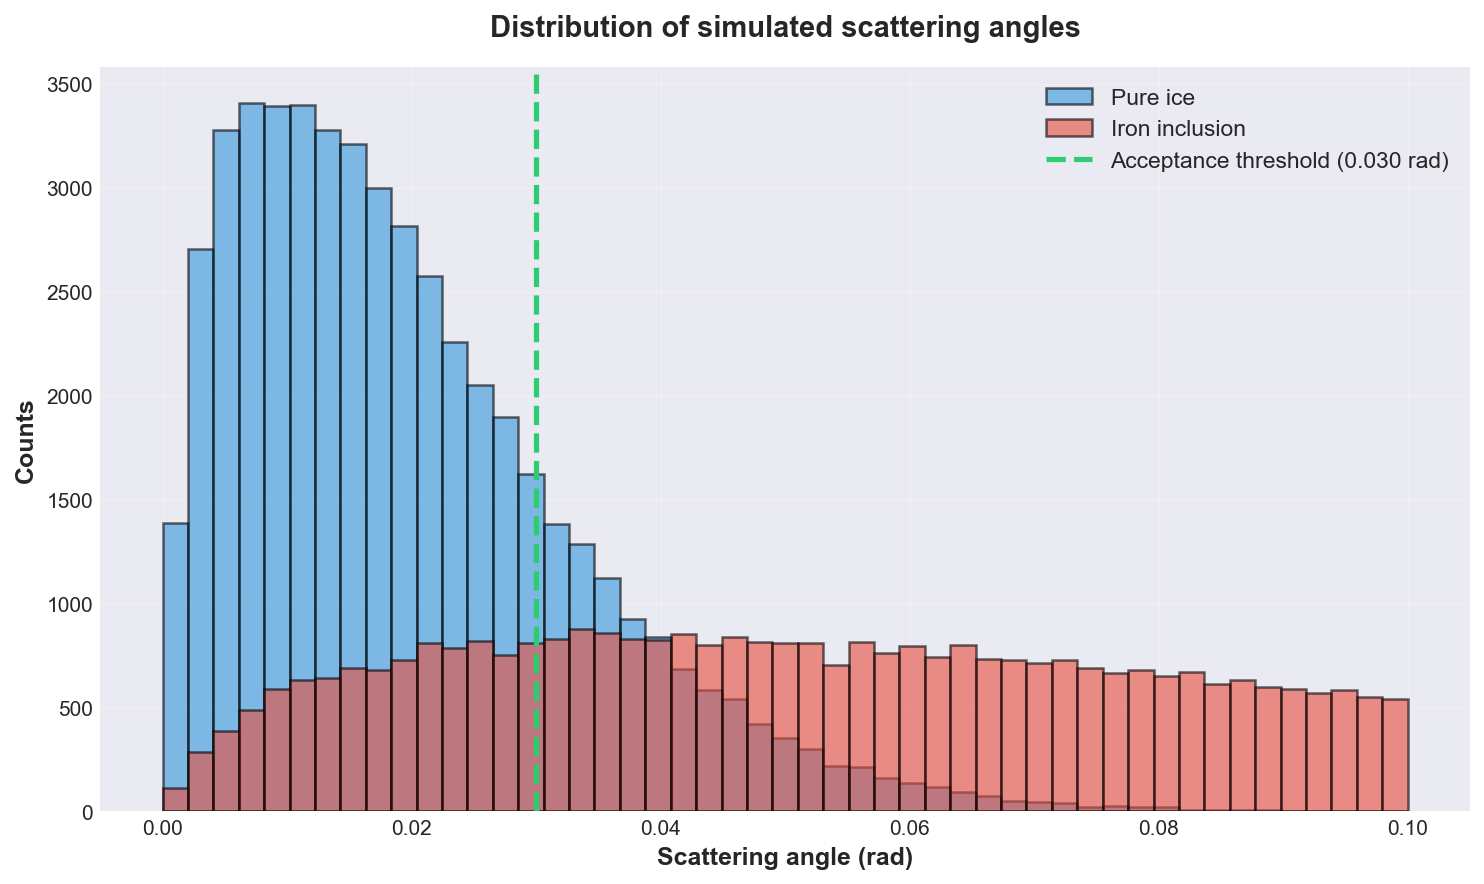 Distribution of simulated scattering angles
Pure ice
Iron inclusion
Acceptance threshold (0.030 rad)
Counts
3500
3000
2500
2000
1500
1000
500
0
0.00 0.02 0.04 0.06 0.08 0.10
Scattering angle (rad)